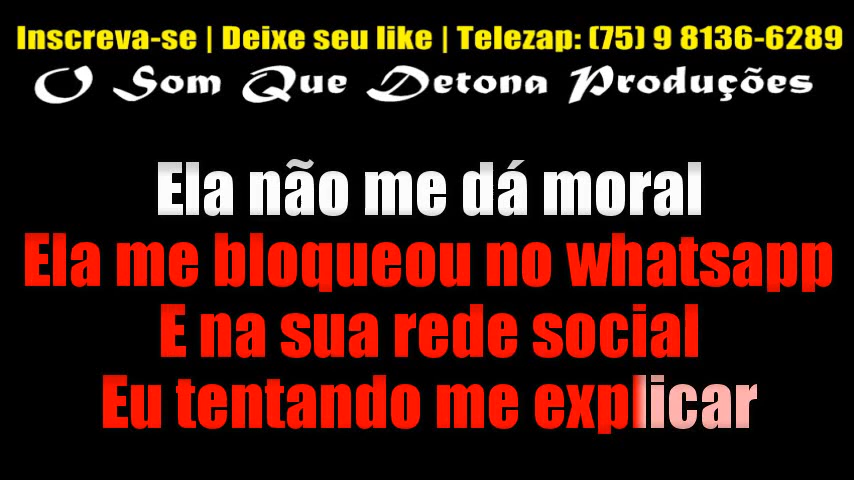 Inscreva-se | Deixe seu like | Telezap: (75) 9 8136-6289
O Som Que Detona Produções
Ela não me dá moral
Ela me bloqueou no whatsapp
E na sua rede social
Eu tentando me explicar